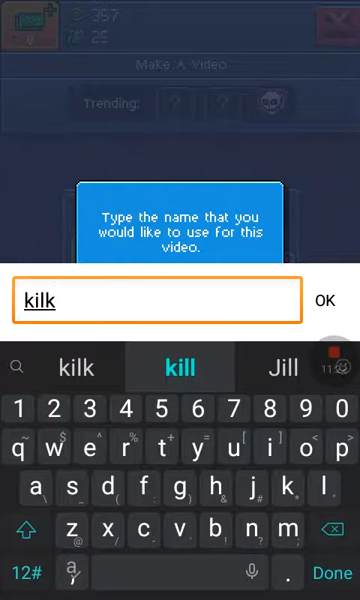 357
25
Make A Video
Trending: ? ?
Type the name that you
would like to use for this
video.
kilk
OK
kilk kill Jill
1 2 3 4 5 6 7 8 9 0
q w e r t y u i o p
a s d f g h j k l
z x c v b n m
12# , . Done